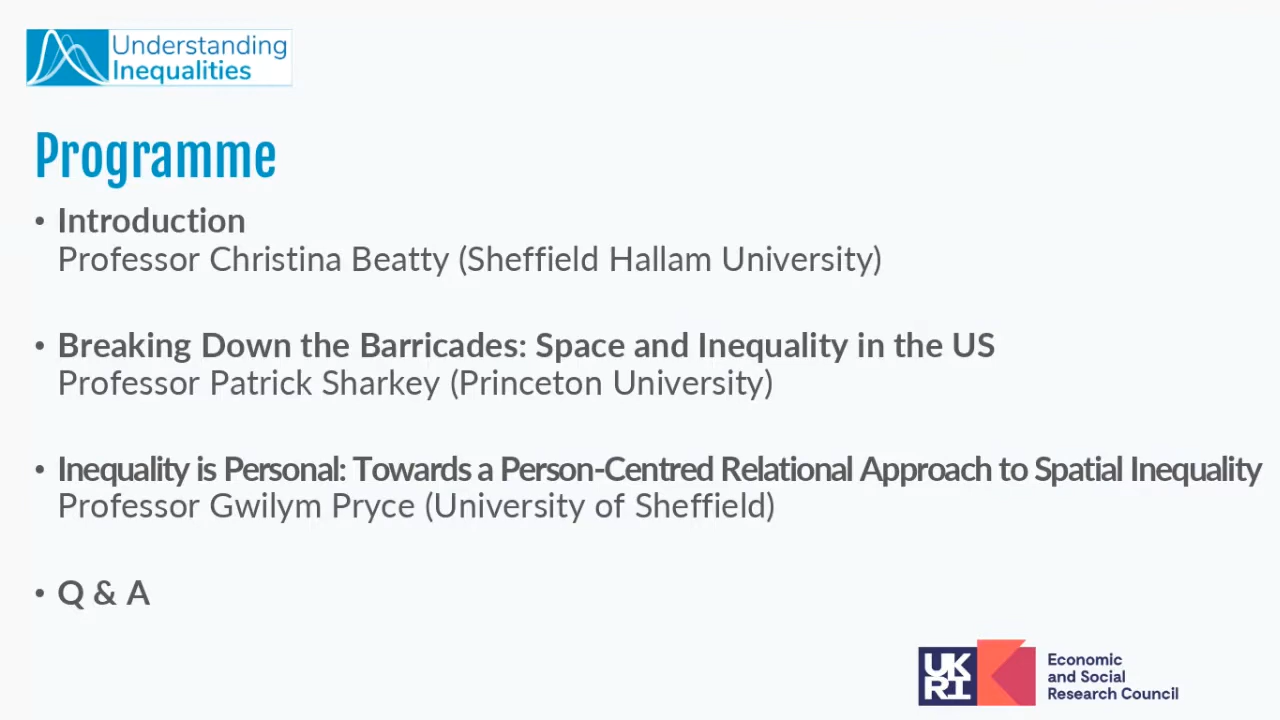 Understanding
Inequalities
Programme
• Introduction
Professor Christina Beatty (Sheffield Hallam University)
• Breaking Down the Barricades: Space and Inequality in the US
Professor Patrick Sharkey (Princeton University)
• Inequality is Personal: Towards a Person-Centred Relational Approach to Spatial Inequality
Professor Gwilym Pryce (University of Sheffield)
• Q & A
UK
RI
Economic
and Social
Research Council